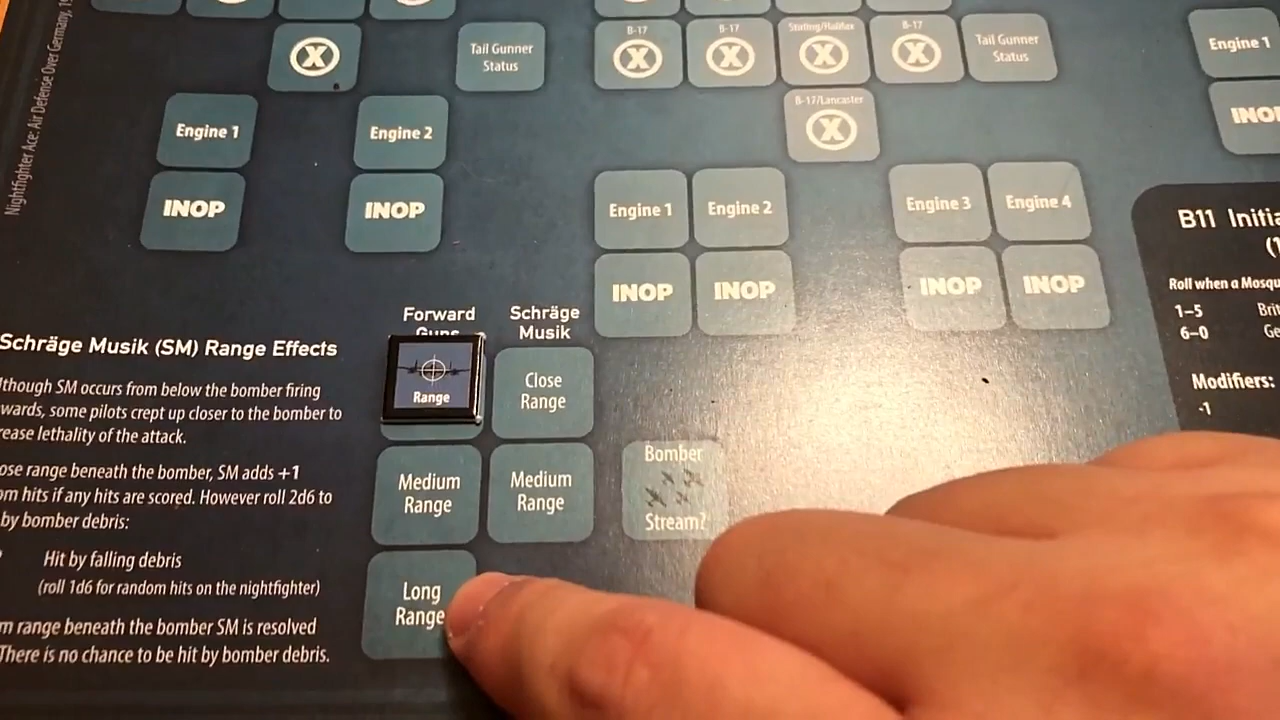 Nightfighter Ace: Air Defense Over Germany,
X
Tail Gunner
Status
B-17
X
B-17
X
Stirling/Halifax
X
B-17
X
Tail Gunner
Status
Engine 1
B-17/Lancaster
X
INO
Engine 1
Engine 2
INOP
INOP
Engine 1
Engine 2
Engine 3
Engine 4
INOP
INOP
INOP
INOP
B11 Initia
(1
Roll when a Mosqu
1–5 Brit
6–0 Ge
Modifiers:
-1
Forward
Guns
Schräge
Musik
Range
Close
Range
Medium
Range
Medium
Range
Long
Range
Bomber
Stream?
Schräge Musik (SM) Range Effects
lthough SM occurs from below the bomber firing
wards, some pilots crept up closer to the bomber to
rease lethality of the attack.
ose range beneath the bomber, SM adds +1
om hits if any hits are scored. However roll 2d6 to
by bomber debris:
Hit by falling debris
(roll 1d6 for random hits on the nightfighter)
m range beneath the bomber SM is resolved
There is no chance to be hit by bomber debris.